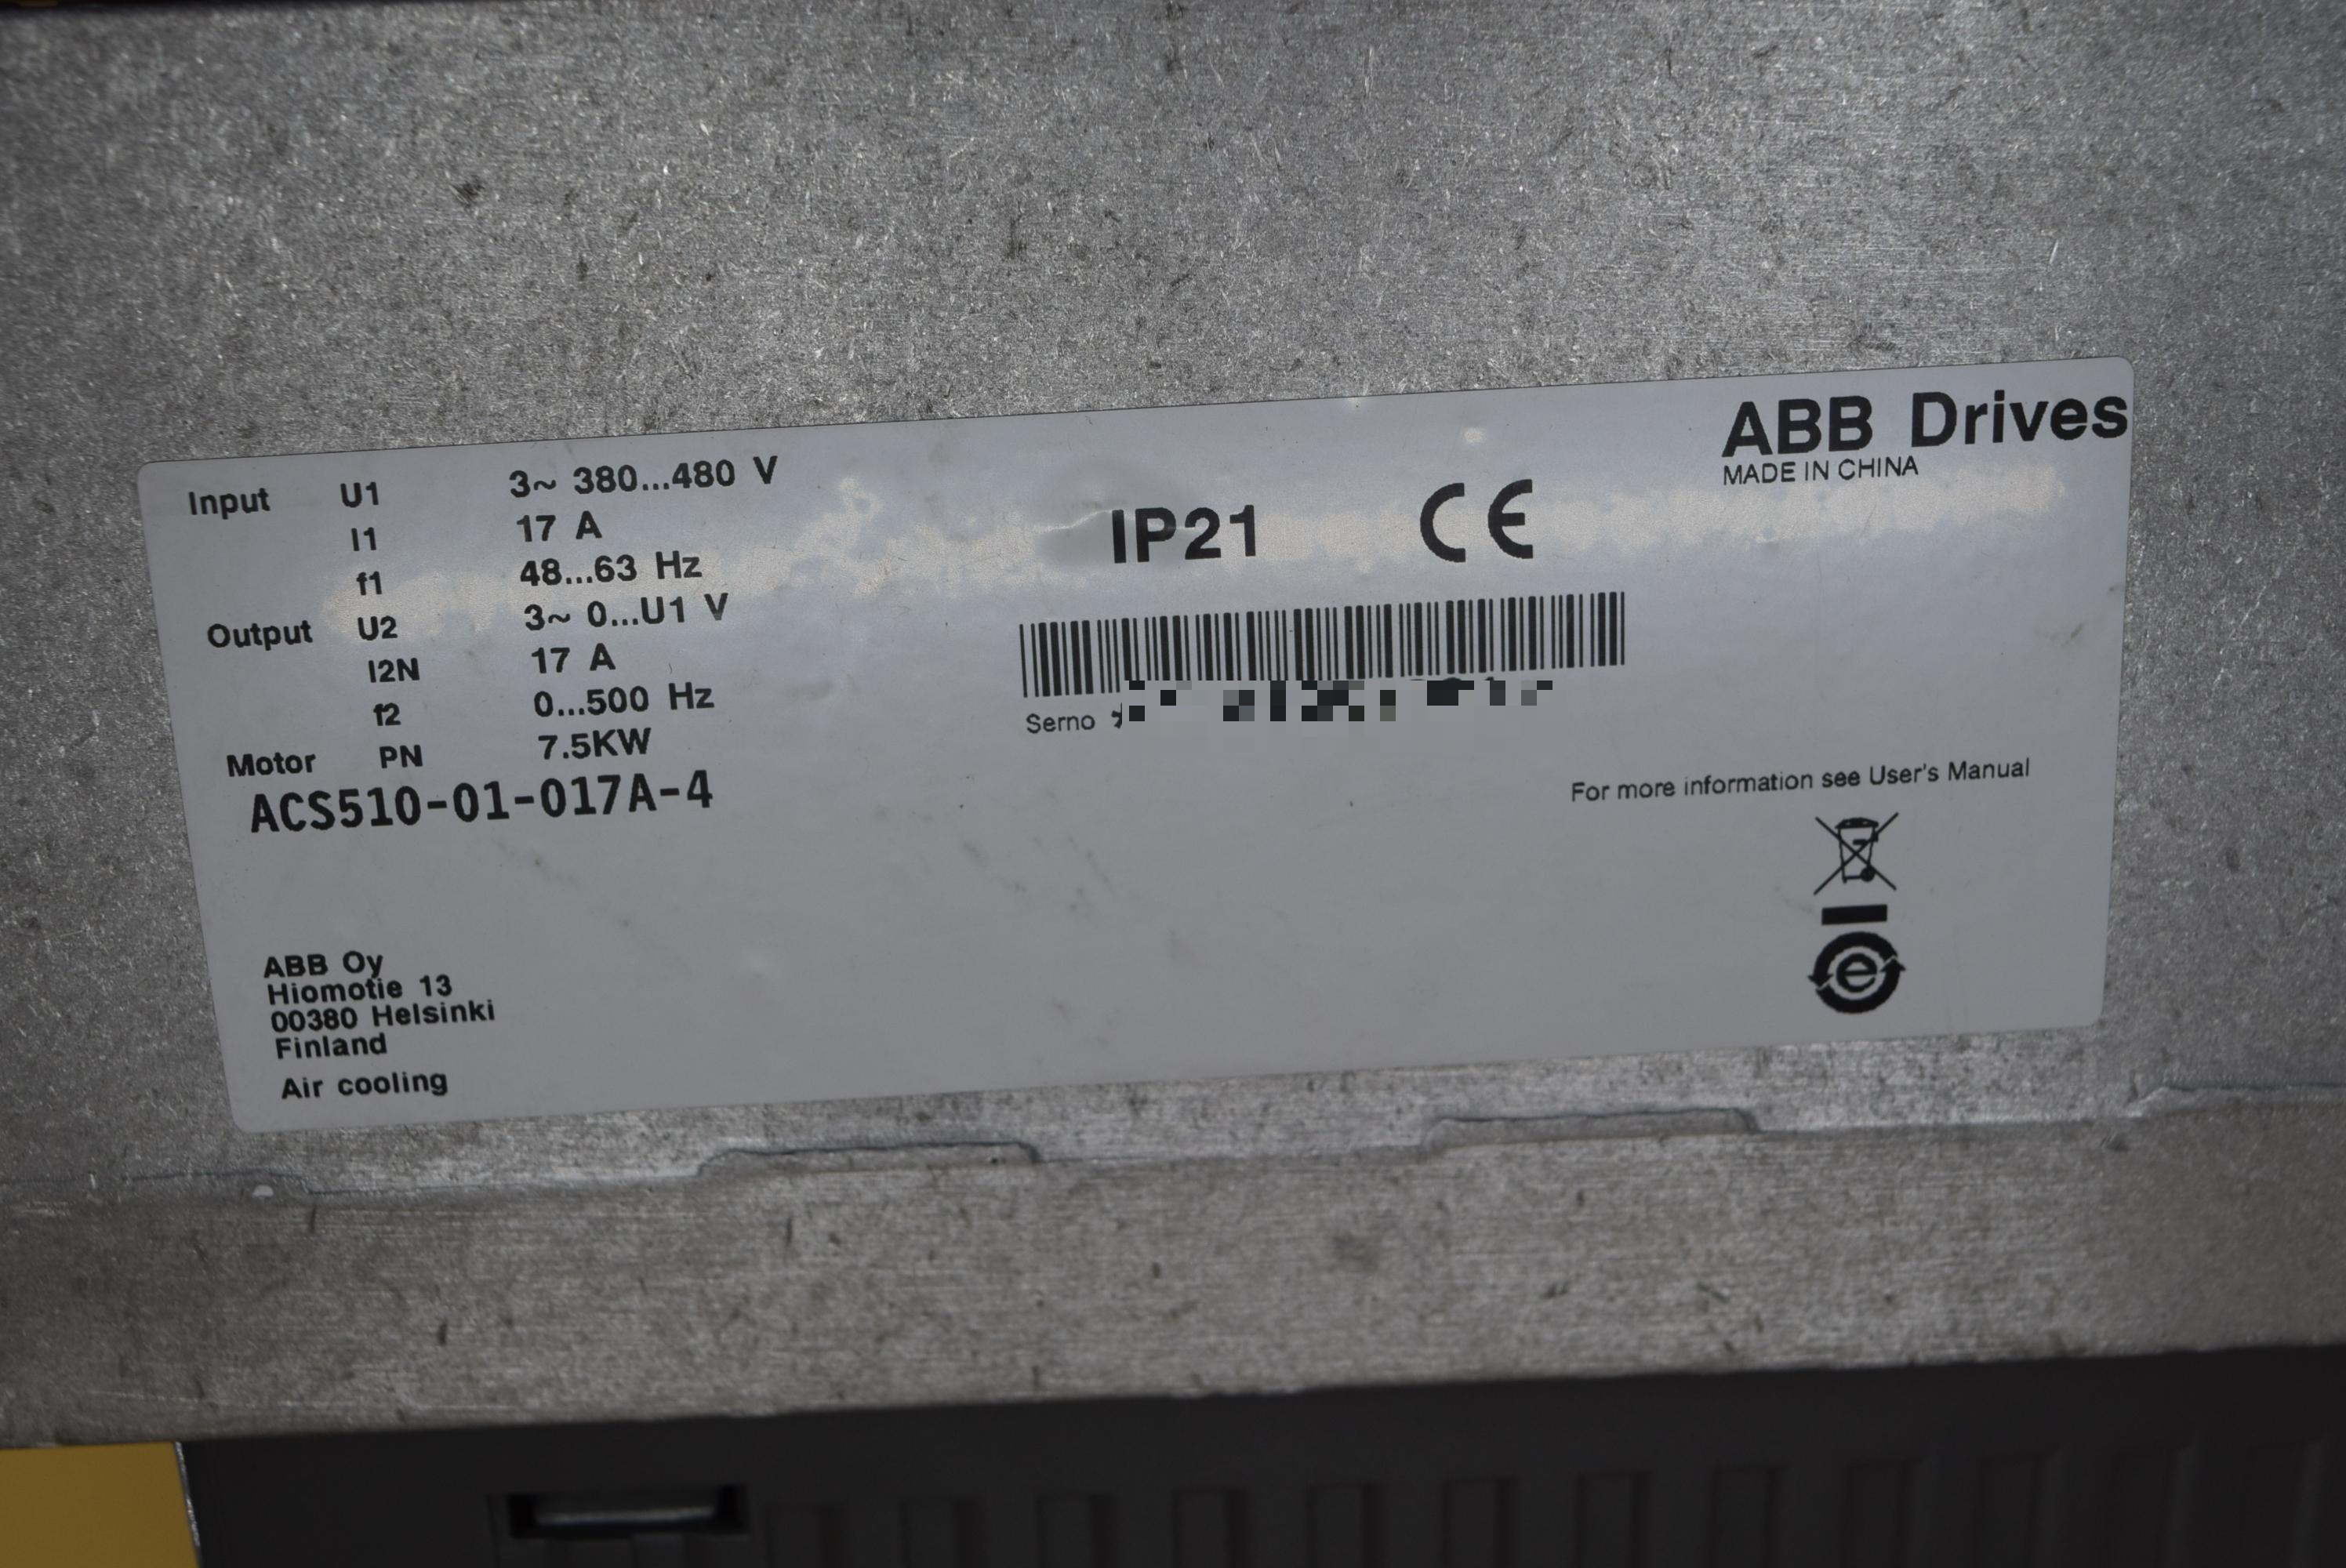 Input U1 3~ 380...480 V
I1 17 A
f1 48...63 Hz
Output U2 3~ 0...U1 V
I2N 17 A
f2 0...500 Hz
Motor PN 7.5KW
ACS510-01-017A-4
ABB Oy
Hiomotie 13
00380 Helsinki
Finland
Air cooling
IP21 CE
Serno
ABB Drives
MADE IN CHINA
For more information see User's Manual
e